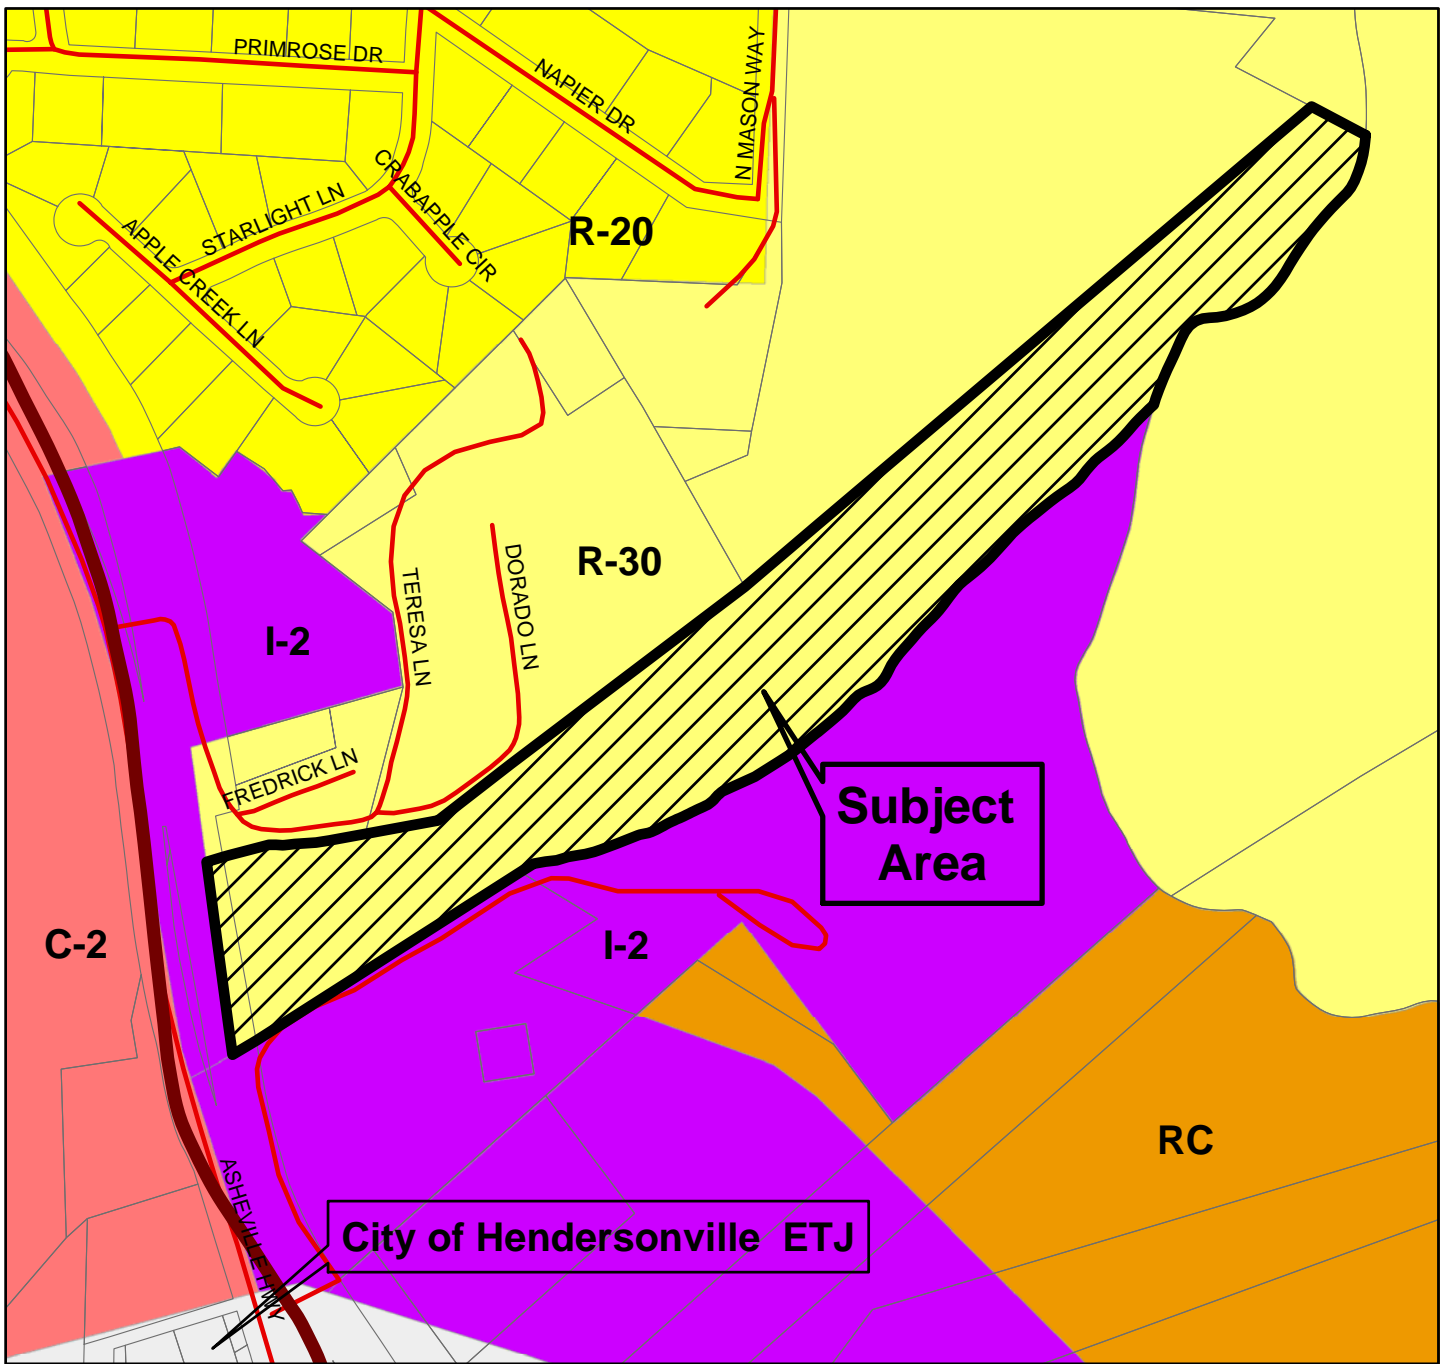 PRIMROSE DR
NAPIER DR
N MASON WAY
CRABAPPLE CIR
STARLIGHT LN
R-20
APPLE CREEK LN
R-30
DORADO LN
TERESA LN
I-2
FREDRICK LN
Subject
Area
C-2
I-2
RC
ASHEVILLE HWY
City of Hendersonville ETJ